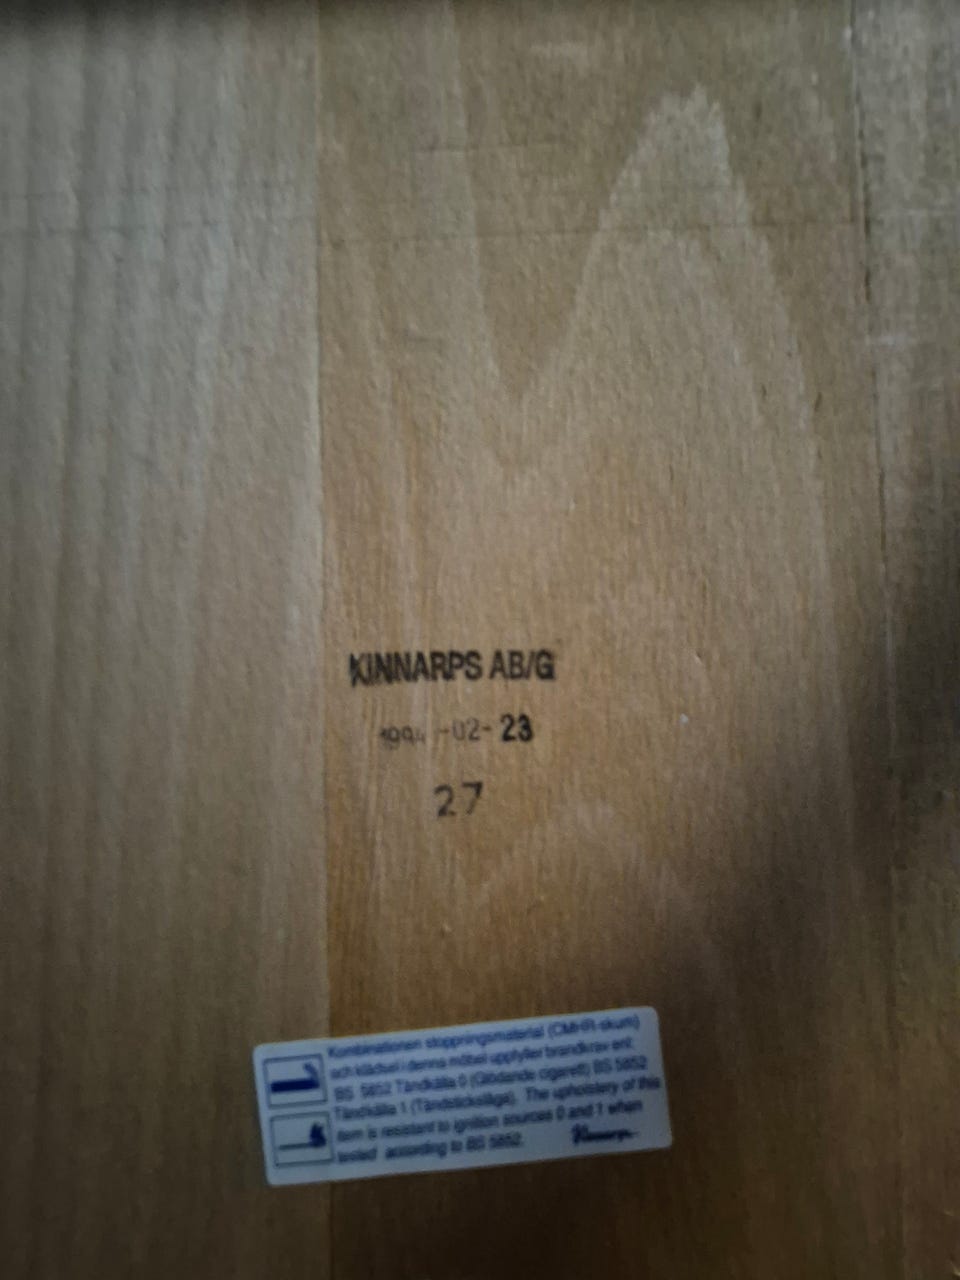 KINNARPS AB/G
1994-02-23
27
Kombinationen stoppningsmaterial (CMHR-skum)
och klädsel i denna möbel uppfyller brandkrav enl:
BS 5852 Tändkälla 0 (Glödande cigarett) BS 5852
Tändkälla 1 (Tändstickslåga). The upholstery of this
item is resistant to ignition sources 0 and 1 when
tested according to BS 5852. Kinnarps